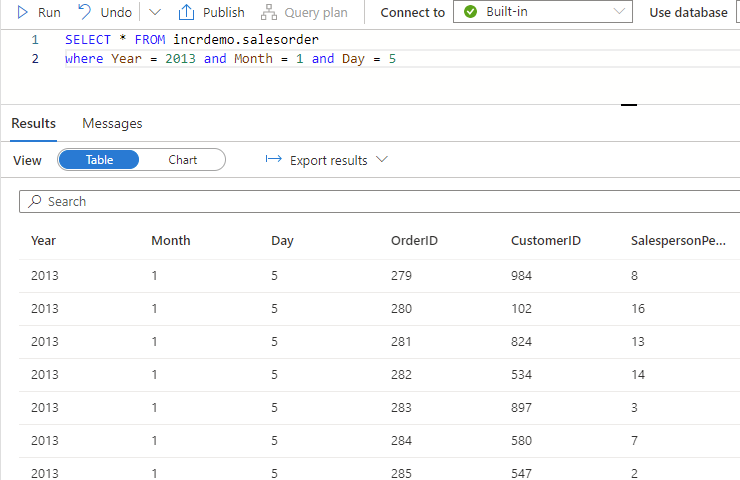 Run Undo Publish Query plan Connect to Built-in Use database
1 SELECT * FROM incrdemo.salesorder
2 where Year = 2013 and Month = 1 and Day = 5
Results Messages
View Table Chart Export results
Search
Year Month Day OrderID CustomerID SalespersonPe...
2013 1 5 279 984 8
2013 1 5 280 102 16
2013 1 5 281 824 13
2013 1 5 282 534 14
2013 1 5 283 897 3
2013 1 5 284 580 7
2013 1 5 285 547 2